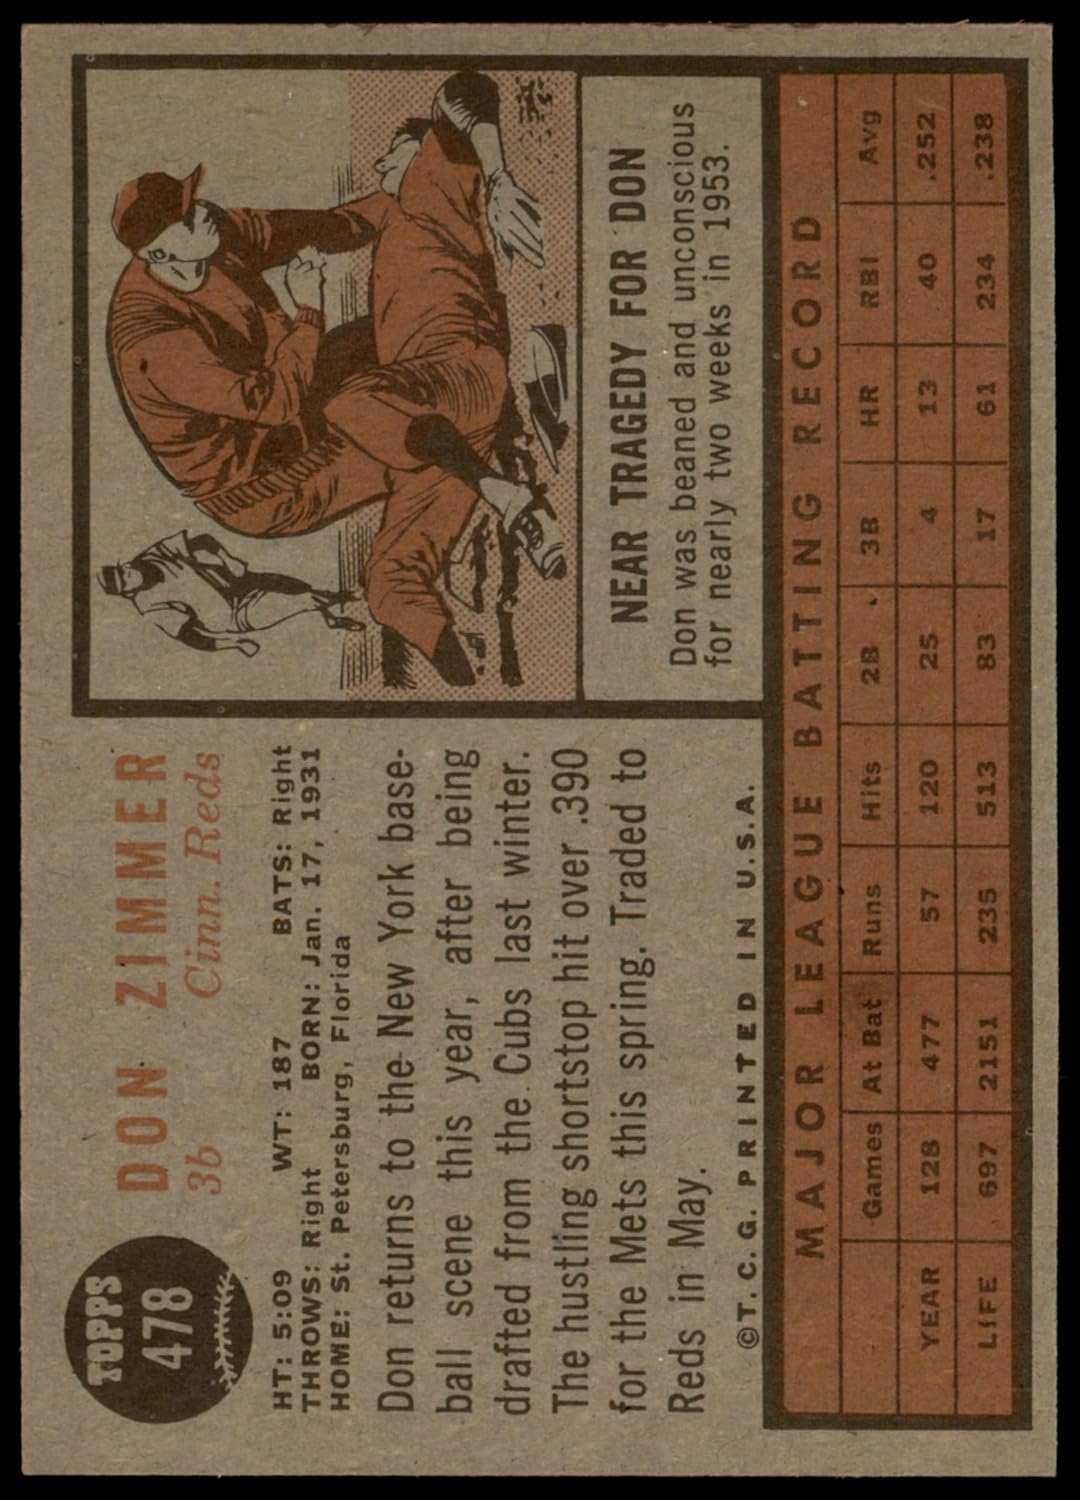 TOPPS
478
DON ZIMMER
3b Cinn. Reds
HT: 5:09 WT: 187 BATS: Right
THROWS: Right BORN: Jan. 17, 1931
HOME: St. Petersburg, Florida
Don returns to the New York base-
ball scene this year, after being
drafted from the Cubs last winter.
The hustling shortstop hit over .390
for the Mets this spring. Traded to
Reds in May.
©T. C. G. PRINTED IN U.S.A.
NEAR TRAGEDY FOR DON
Don was beaned and unconscious
for nearly two weeks in 1953.
MAJOR LEAGUE BATTING RECORD
Games At Bat Runs Hits 2B 3B HR RBI Avg
YEAR 128 477 57 120 25 4 13 40 .252
LIFE 697 2151 235 513 83 17 61 234 .238